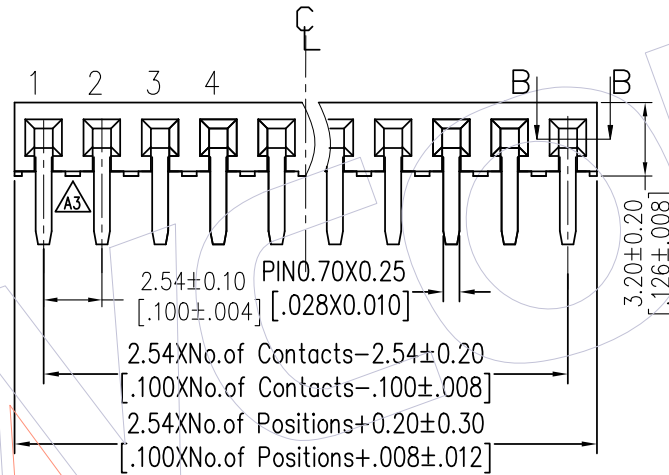 CL
1 2 3 4 B B
A3
2.54±0.10
[.100±.004]
PIN0.70X0.25
[.028X0.010]
3.20±0.20
[.126±.008]
2.54XNo.of Contacts-2.54±0.20
[.100XNo.of Contacts-.100±.008]
2.54XNo.of Positions+0.20±0.30
[.100XNo.of Positions+.008±.012]